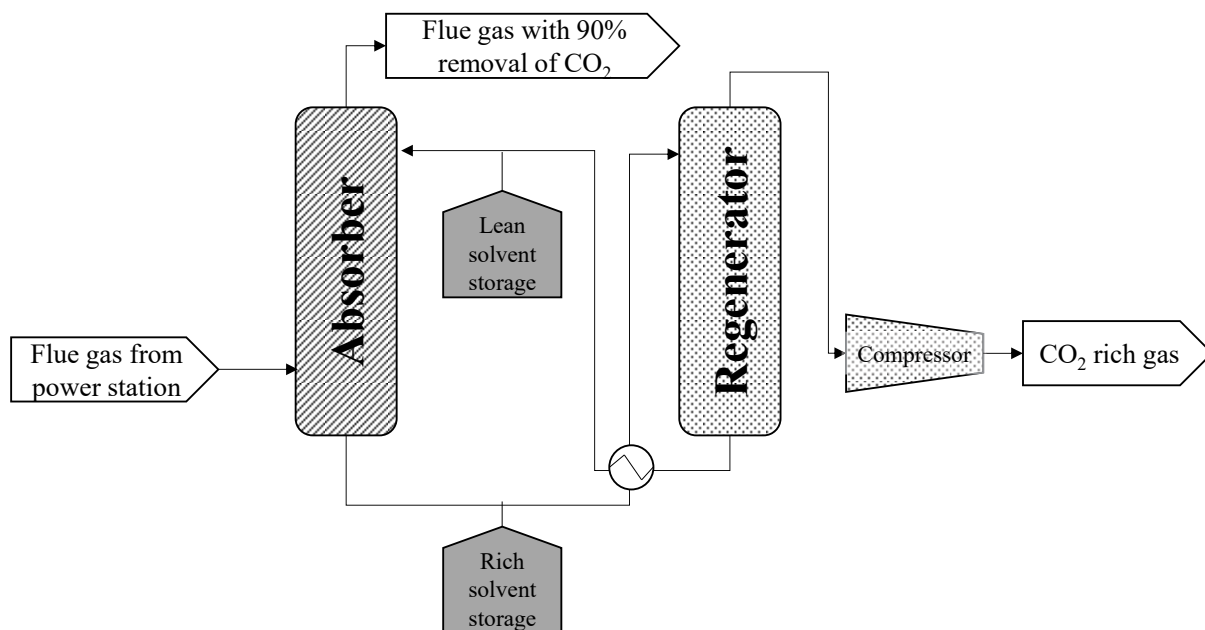 Flue gas with 90%
removal of CO₂
Absorber
Regenerator
Lean
solvent
storage
Flue gas from
power station
Compressor
CO₂ rich gas
Rich
solvent
storage